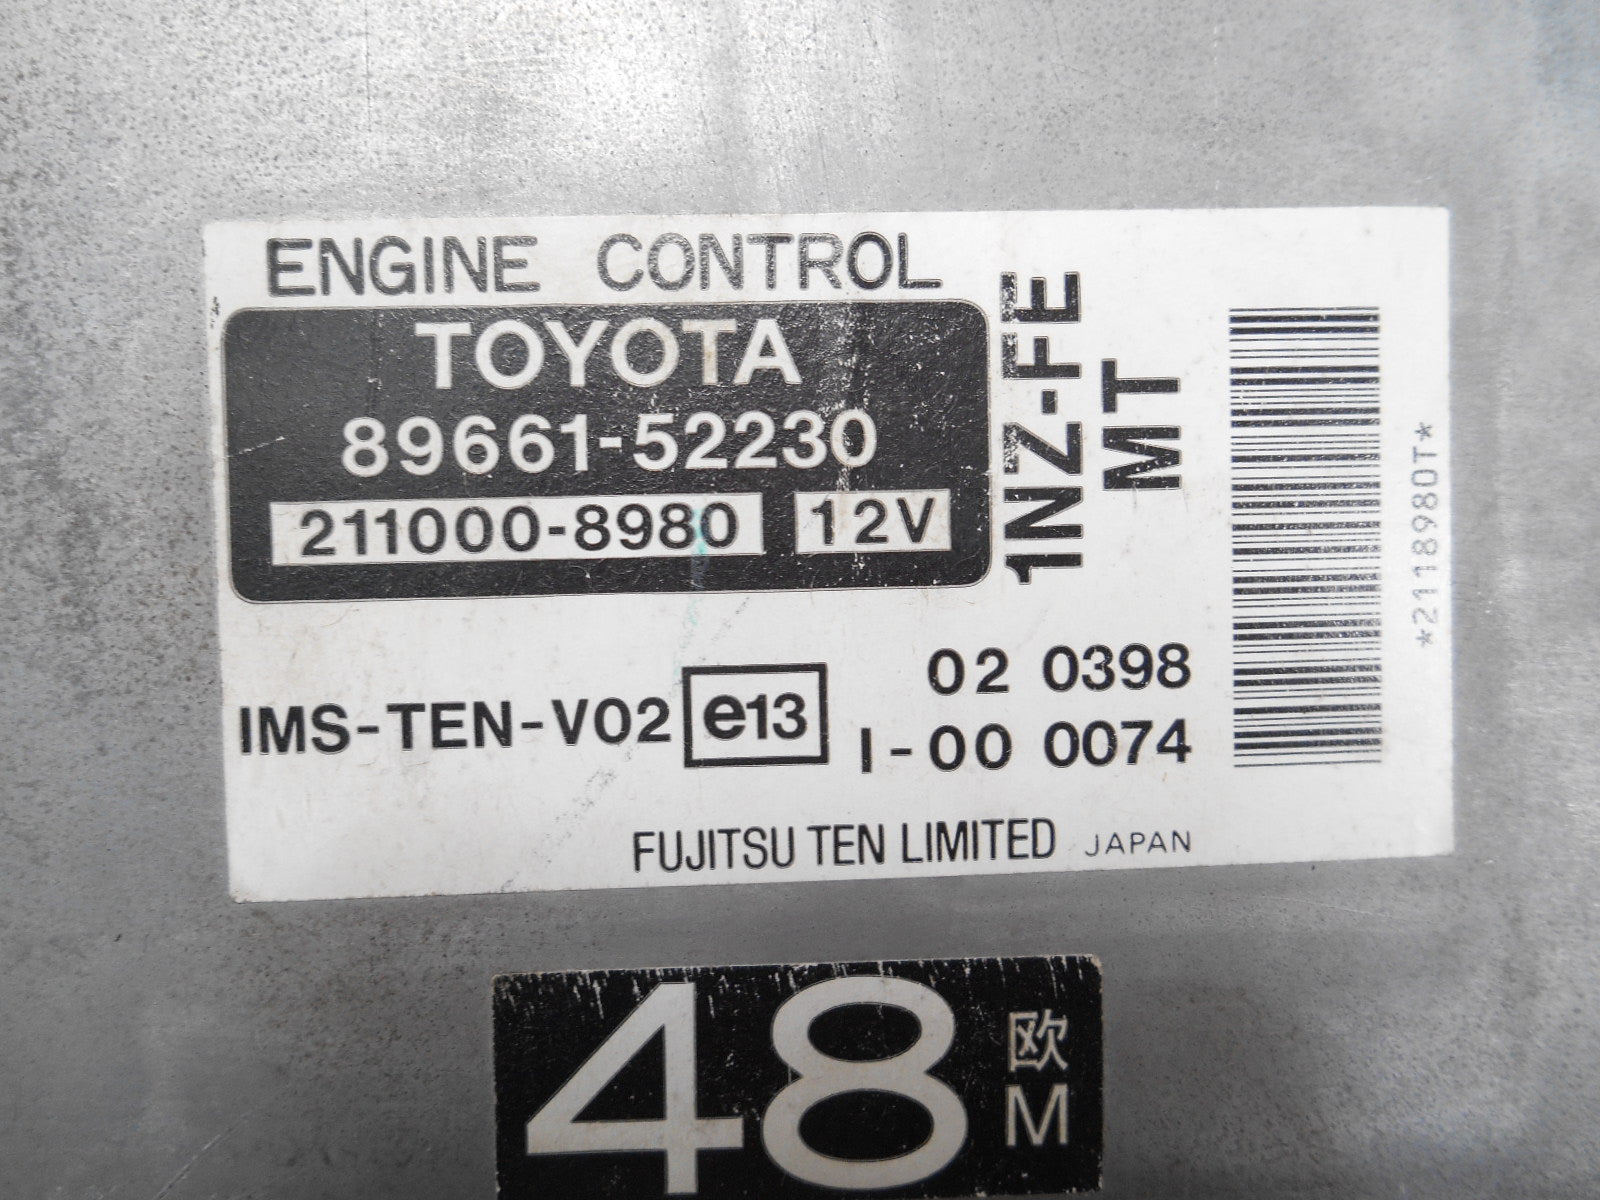 ENGINE CONTROL
TOYOTA
89661-52230
211000-8980 12V
1NZ-FE
MT
*2118980T*
IMS-TEN-V02 e13 02 0398
I-00 0074
FUJITSU TEN LIMITED JAPAN
48 欧
M